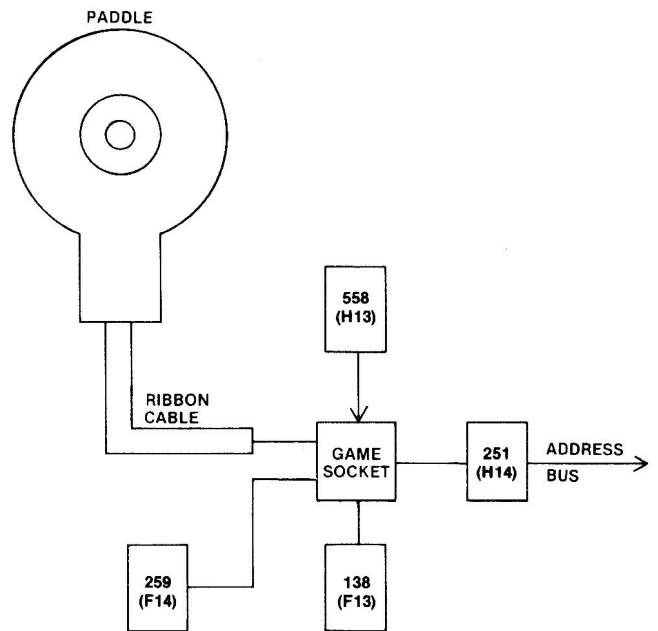 PADDLE
558
(H13)
RIBBON
CABLE
GAME
SOCKET
251
(H14)
ADDRESS
BUS
259
(F14)
138
(F13)